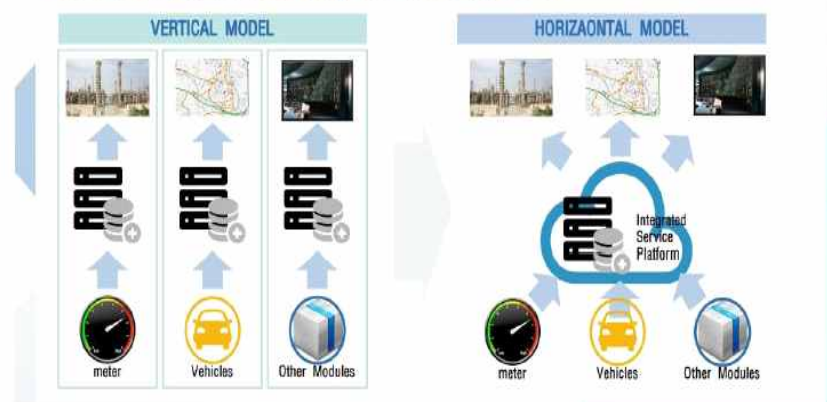 VERTICAL MODEL
HORIZAONTAL MODEL
Integrated
Service
Platform
meter
Vehicles
Other Modules
meter
Vehicles
Other Modules